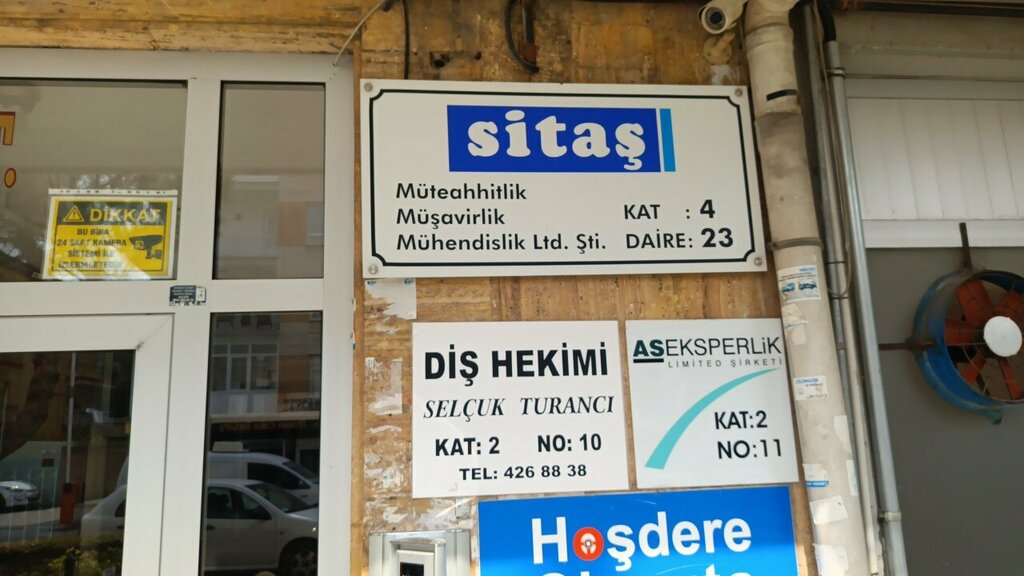 sitaş
Müteahhitlik
Müşavirlik
Mühendislik Ltd. Şti.
KAT : 4
DAİRE: 23
DİKKAT
BU BİNA
24 SAAT KAMERA
SİSTEMİ İLE
İZLENMEKTEDİR
DİŞ HEKİMİ
SELÇUK TURANCI
KAT: 2 NO: 10
TEL: 426 88 38
ASEKSPERLİK
LIMITED ŞİRKETİ
KAT:2
NO:11
Hoşdere